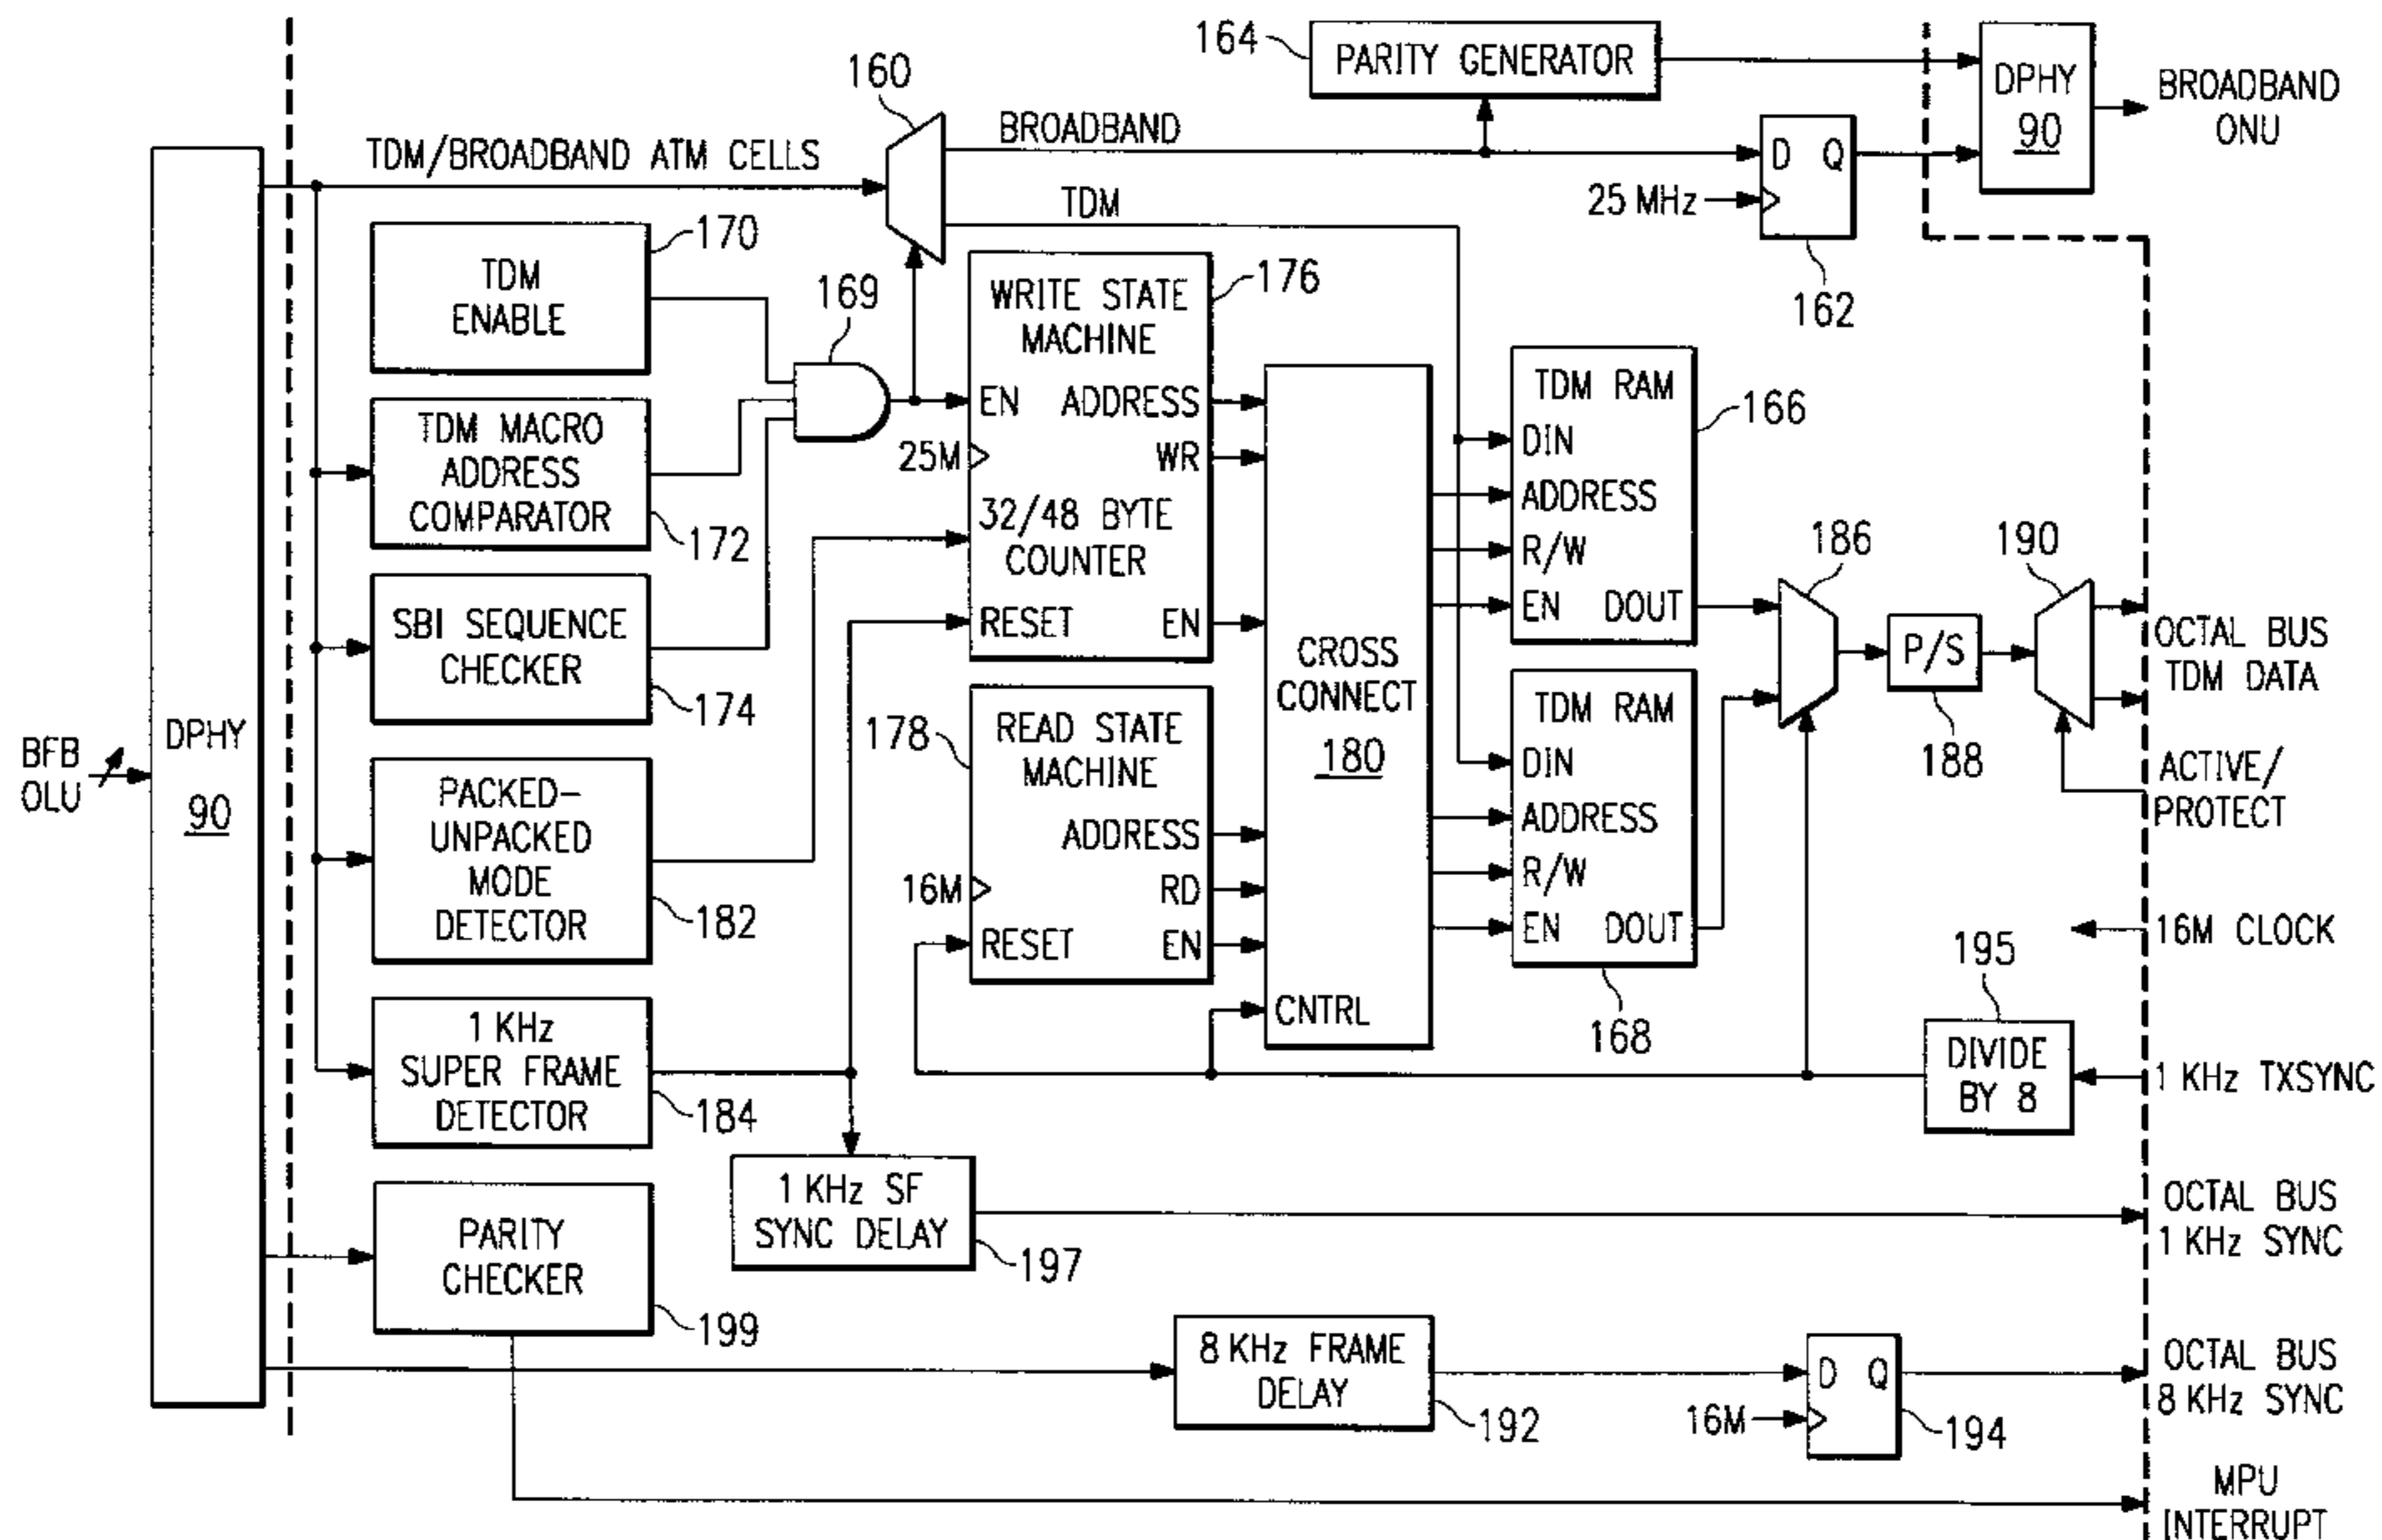 164
PARITY GENERATOR
DPHY
90
BROADBAND
ONU
160
BROADBAND
TDM/BROADBAND ATM CELLS
D Q
25 MHz
162
TDM
170
TDM
ENABLE
169
WRITE STATE
MACHINE
176
EN ADDRESS
25M
WR
32/48 BYTE
COUNTER
RESET EN
TDM MACRO
ADDRESS
COMPARATOR
172
SBI SEQUENCE
CHECKER
174
TDM RAM
166
DIN
ADDRESS
R/W
EN DOUT
186
190
P/S
188
OCTAL BUS
TDM DATA
CROSS
CONNECT
180
CNTRL
BFB
OLU
DPHY
90
PACKED-
UNPACKED
MODE
DETECTOR
182
178
READ STATE
MACHINE
ADDRESS
16M
RD
RESET EN
TDM RAM
DIN
ADDRESS
R/W
EN DOUT
168
ACTIVE/
PROTECT
16M CLOCK
195
DIVIDE
BY 8
1 KHz TXSYNC
1 KHz
SUPER FRAME
DETECTOR
184
1 KHz SF
SYNC DELAY
197
OCTAL BUS
1 KHz SYNC
PARITY
CHECKER
199
8 KHz FRAME
DELAY
192
D Q
16M
194
OCTAL BUS
8 KHz SYNC
MPU
INTERRUPT